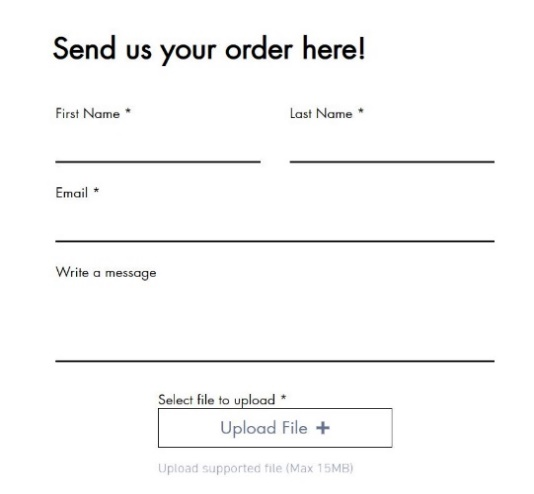 Send us your order here!
First Name * Last Name *
Email *
Write a message
Select file to upload *
Upload File +
Upload supported file (Max 15MB)